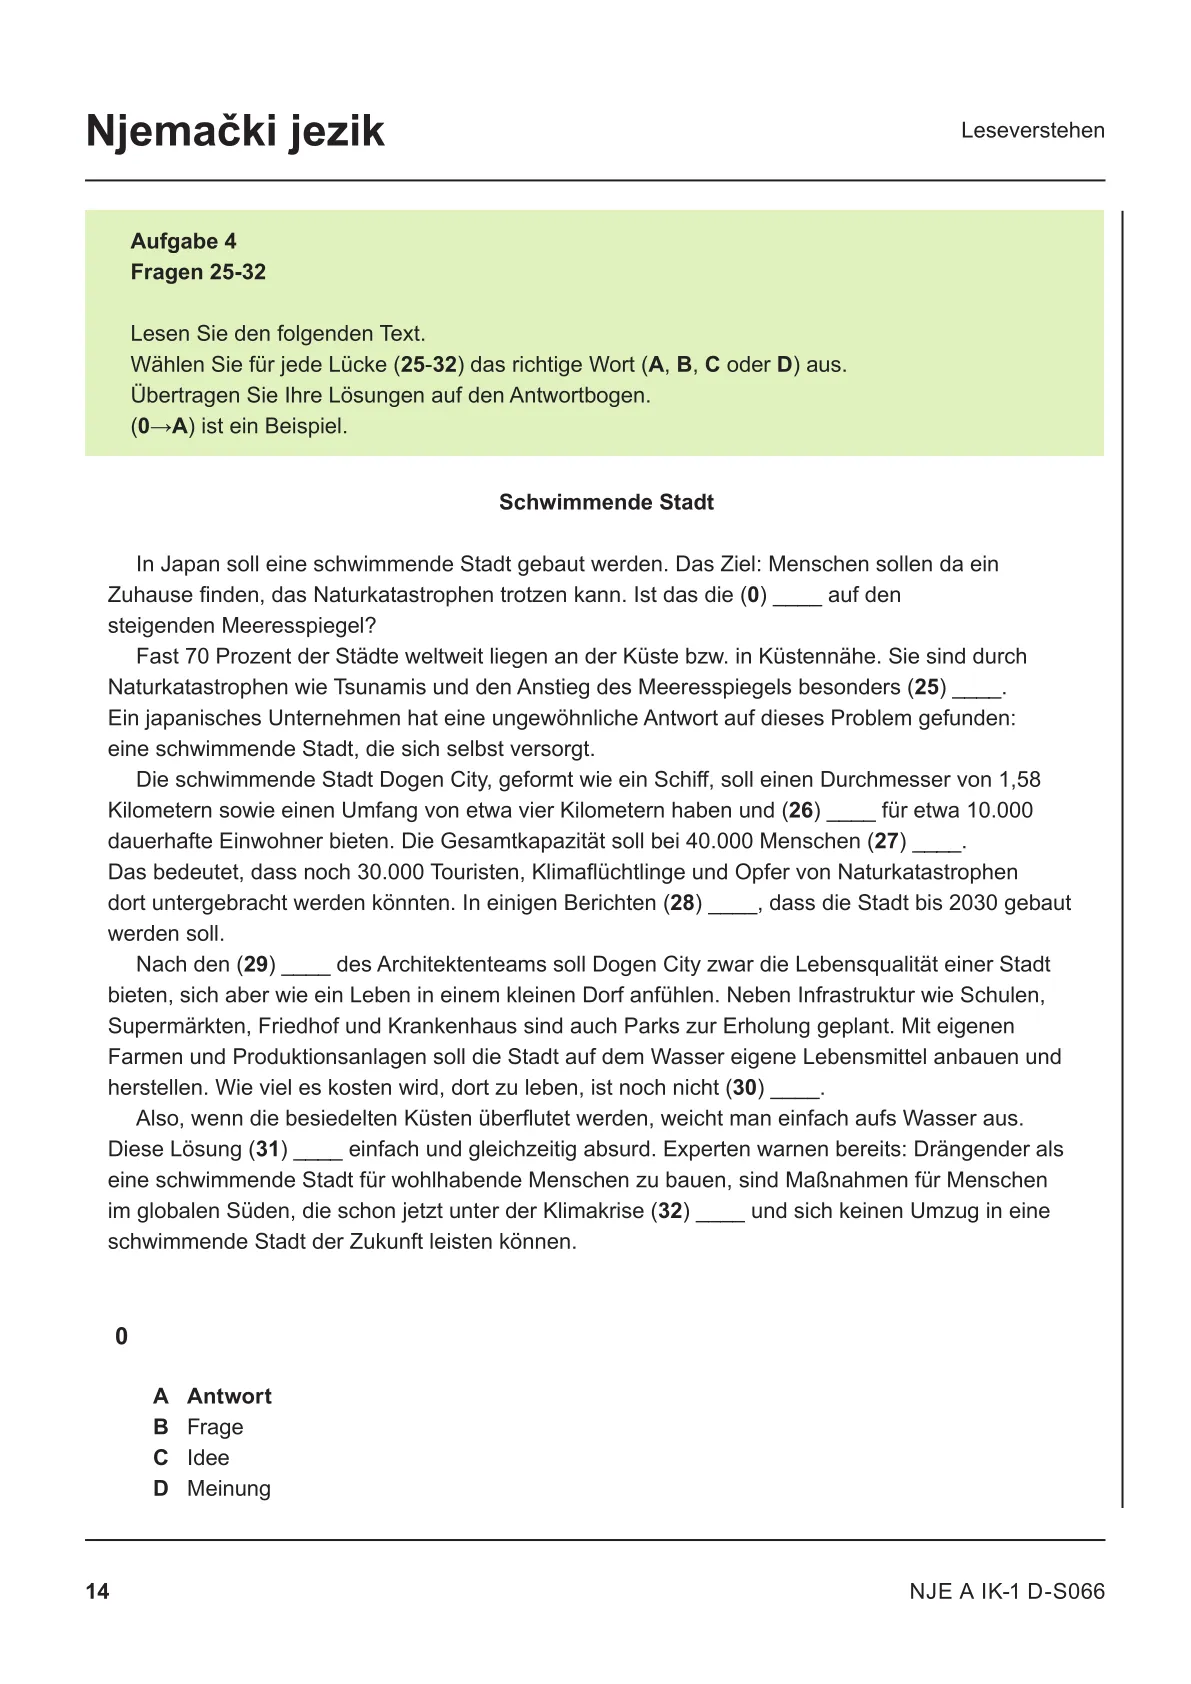 Njemački jezik
Leseverstehen
Aufgabe 4
Fragen 25-32
Lesen Sie den folgenden Text.
Wählen Sie für jede Lücke (25-32) das richtige Wort (A, B, C oder D) aus.
Übertragen Sie Ihre Lösungen auf den Antwortbogen.
(0→A) ist ein Beispiel.
Schwimmende Stadt
In Japan soll eine schwimmende Stadt gebaut werden. Das Ziel: Menschen sollen da ein
Zuhause finden, das Naturkatastrophen trotzen kann. Ist das die (0) ____ auf den
steigenden Meeresspiegel?
Fast 70 Prozent der Städte weltweit liegen an der Küste bzw. in Küstennähe. Sie sind durch
Naturkatastrophen wie Tsunamis und den Anstieg des Meeresspiegels besonders (25) ____.
Ein japanisches Unternehmen hat eine ungewöhnliche Antwort auf dieses Problem gefunden:
eine schwimmende Stadt, die sich selbst versorgt.
Die schwimmende Stadt Dogen City, geformt wie ein Schiff, soll einen Durchmesser von 1,58
Kilometern sowie einen Umfang von etwa vier Kilometern haben und (26) ____ für etwa 10.000
dauerhafte Einwohner bieten. Die Gesamtkapazität soll bei 40.000 Menschen (27) ____.
Das bedeutet, dass noch 30.000 Touristen, Klimaflüchtlinge und Opfer von Naturkatastrophen
dort untergebracht werden könnten. In einigen Berichten (28) ____, dass die Stadt bis 2030 gebaut
werden soll.
Nach den (29) ____ des Architektenteams soll Dogen City zwar die Lebensqualität einer Stadt
bieten, sich aber wie ein Leben in einem kleinen Dorf anfühlen. Neben Infrastruktur wie Schulen,
Supermärkten, Friedhof und Krankenhaus sind auch Parks zur Erholung geplant. Mit eigenen
Farmen und Produktionsanlagen soll die Stadt auf dem Wasser eigene Lebensmittel anbauen und
herstellen. Wie viel es kosten wird, dort zu leben, ist noch nicht (30) ____.
Also, wenn die besiedelten Küsten überflutet werden, weicht man einfach aufs Wasser aus.
Diese Lösung (31) ____ einfach und gleichzeitig absurd. Experten warnen bereits: Drängender als
eine schwimmende Stadt für wohlhabende Menschen zu bauen, sind Maßnahmen für Menschen
im globalen Süden, die schon jetzt unter der Klimakrise (32) ____ und sich keinen Umzug in eine
schwimmende Stadt der Zukunft leisten können.
0
A Antwort
B Frage
C Idee
D Meinung
14
NJE A IK-1 D-S066